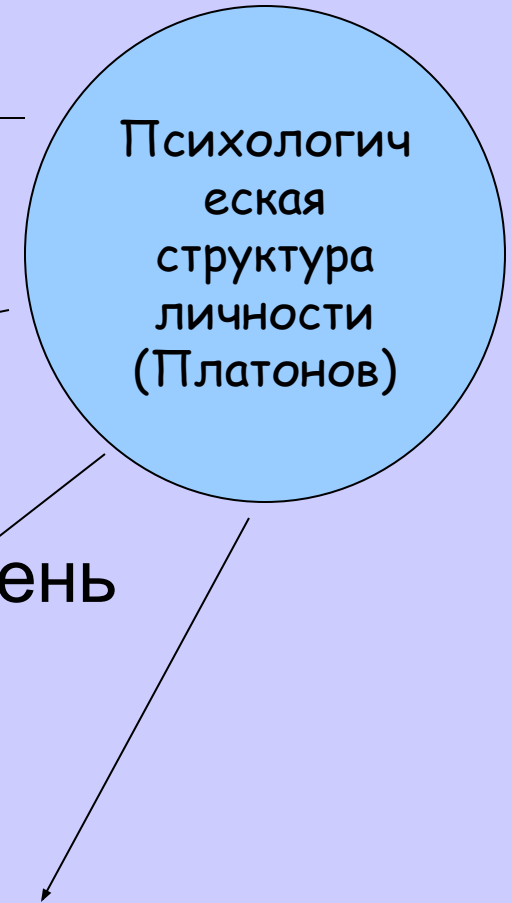 Психологич
еская
структура
личности
(Платонов)
ень